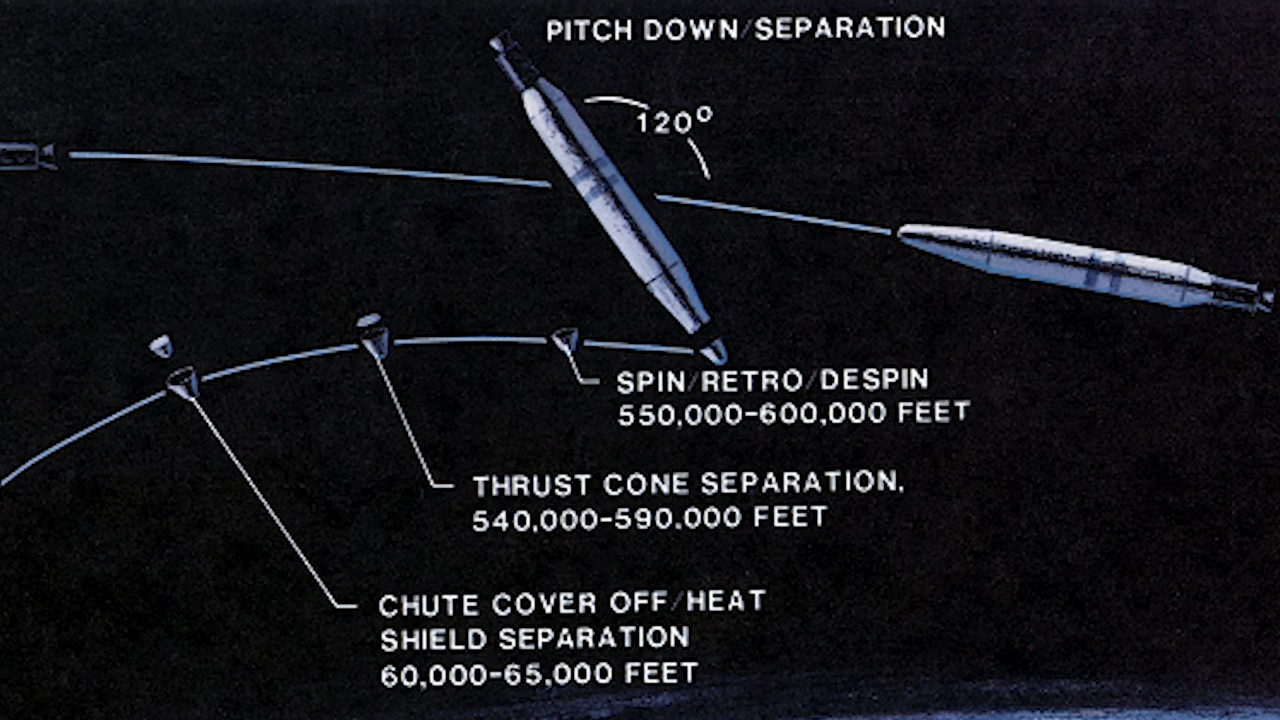 PITCH DOWN/SEPARATION
120°
SPIN/RETRO/DESPIN
550,000-600,000 FEET
THRUST CONE SEPARATION,
540,000-590,000 FEET
CHUTE COVER OFF/HEAT
SHIELD SEPARATION
60,000-65,000 FEET